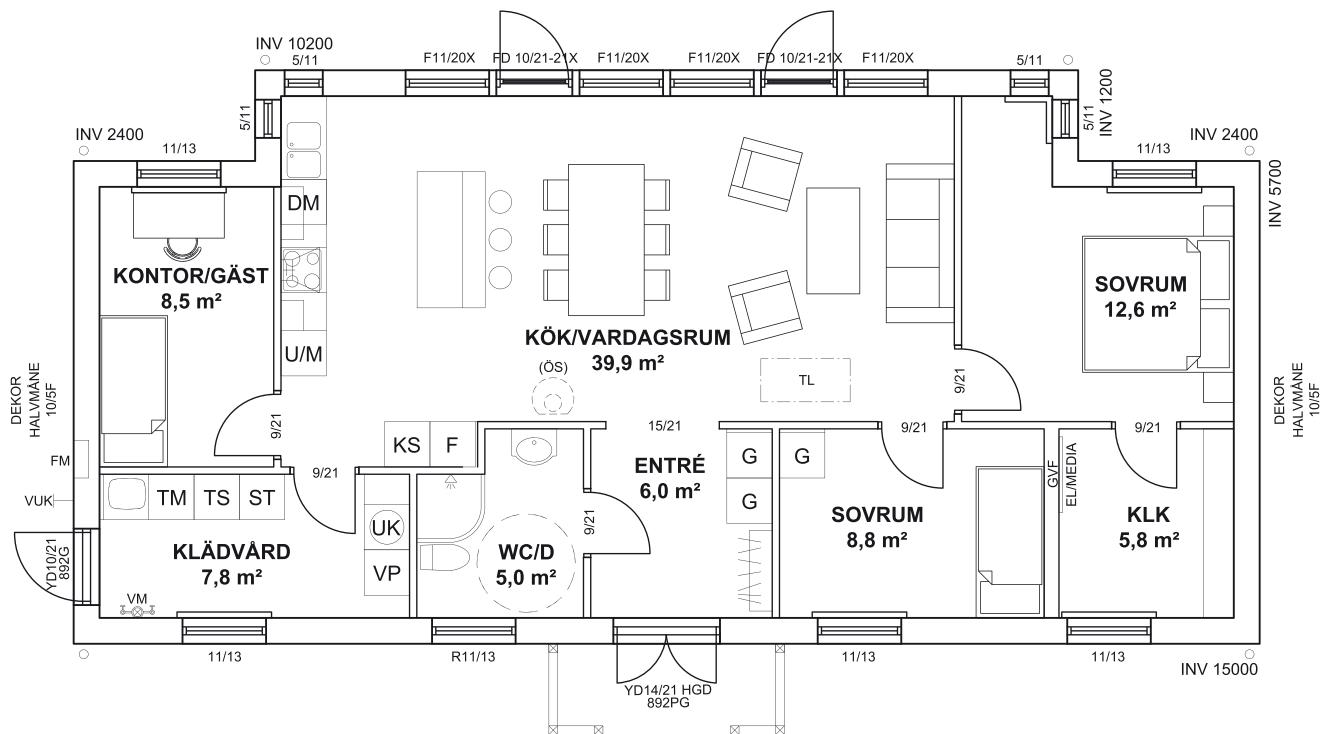 INV 10200
5/11
F11/20X
FD 10/21-21X
F11/20X
F11/20X
FD 10/21-21X
F11/20X
5/11
5/11
5/11
INV 1200
INV 2400
11/13
INV 2400
11/13
INV 5700
DM
KONTOR/GÄST
8,5 m²
U/M
KÖK/VARDAGSRUM
39,9 m²
SOVRUM
12,6 m²
(ÖS)
TL
DEKOR
HALVMÅNE
10/5F
DEKOR
HALVMÅNE
10/5F
9/21
9/21
15/21
9/21
9/21
9/21
KS
F
FM
VUK
TM
TS
ST
UK
VP
ENTRÉ
6,0 m²
G
G
G
9/21
GVF
EL/MEDIA
SOVRUM
8,8 m²
KLK
5,8 m²
KLÄDVÅRD
7,8 m²
WC/D
5,0 m²
YD10/21
892G
VM
11/13
R11/13
YD14/21 HGD
892PG
11/13
11/13
INV 15000